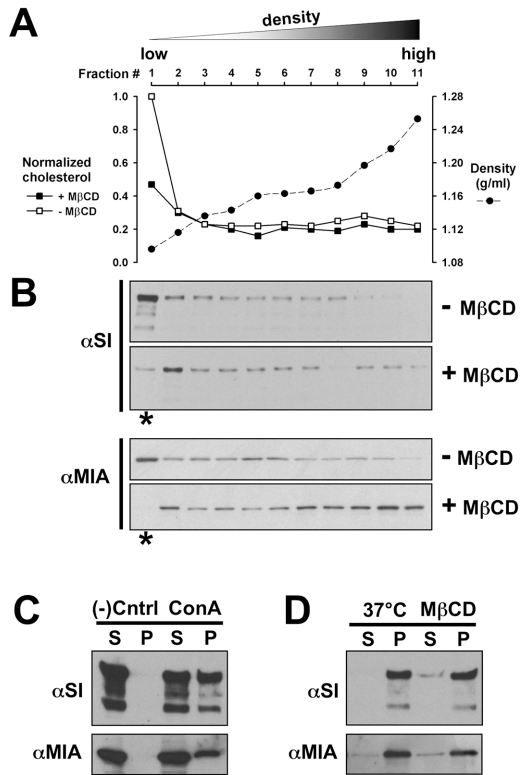 A
density
low high
Fraction # 1 2 3 4 5 6 7 8 9 10 11
1.0 1.28
0.8 1.24
0.6 1.20
0.4 1.16
0.2 1.12
0.0 1.08
Normalized
cholesterol
+ MβCD
- MβCD
Density
(g/ml)
B
αSI
- MβCD
+ MβCD
*
αMIA
- MβCD
+ MβCD
*
C
(-)Cntrl ConA
S P S P
αSI
αMIA
D
37°C MβCD
S P S P
αSI
αMIA